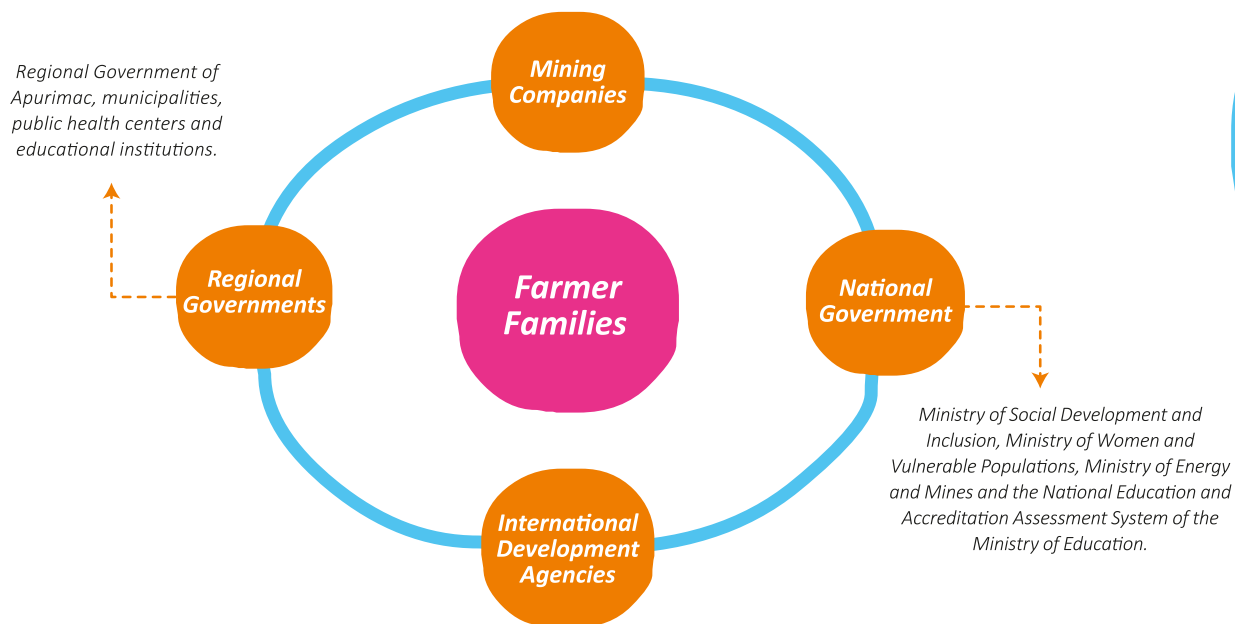 Mining
Companies
Regional Government of
Apurimac, municipalities,
public health centers and
educational institutions.
Regional
Governments
Farmer
Families
National
Government
Ministry of Social Development and
Inclusion, Ministry of Women and
Vulnerable Populations, Ministry of Energy
and Mines and the National Education and
Accreditation Assessment System of the
Ministry of Education.
International
Development
Agencies